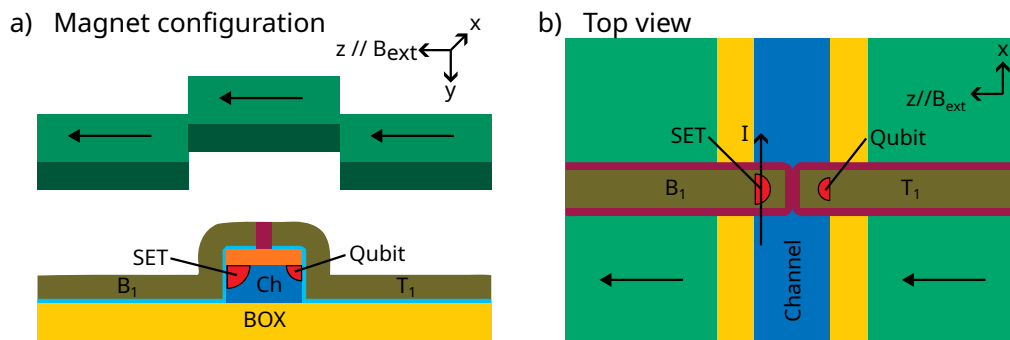 a) Magnet configuration
x
z // Bext
y
SET
Qubit
B1
Ch
T1
BOX
b) Top view
x
z//Bext
SET
I
Qubit
B1
T1
Channel